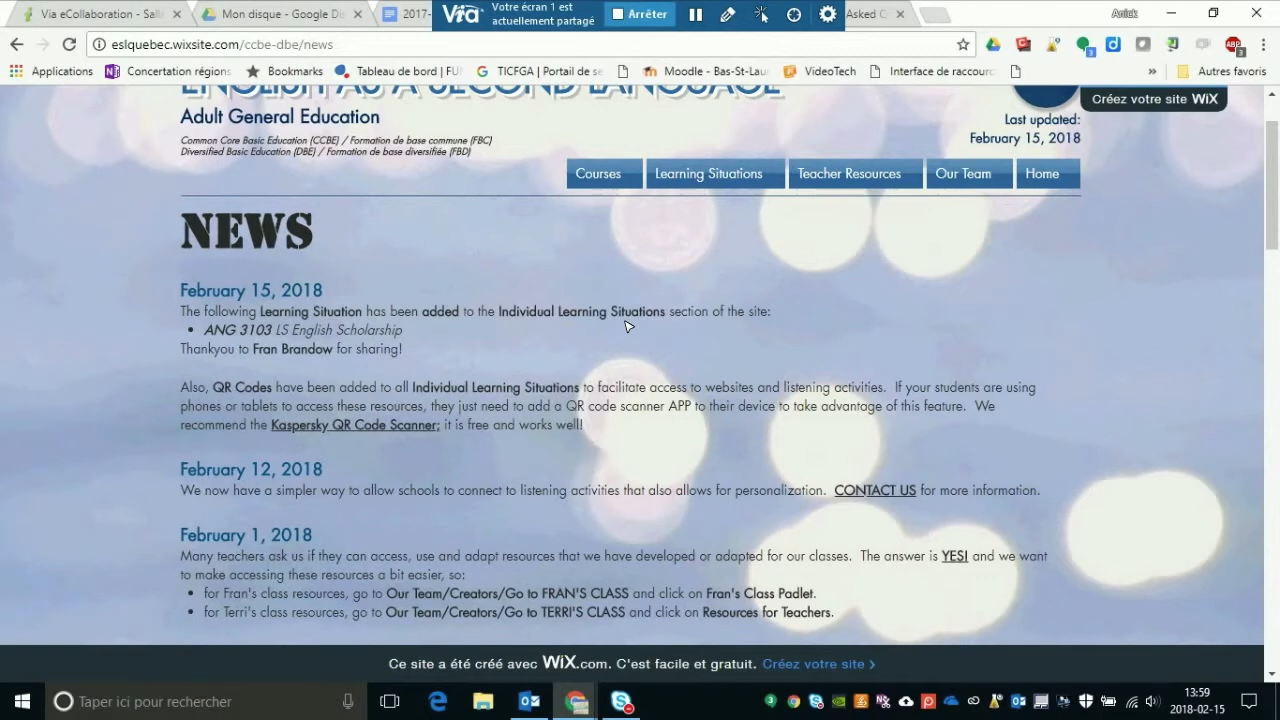 Via eCollaboration - Sall
Mon disque - Google Di
2017-
Via
Votre écran 1 est
actuellement partagé
Arrêter
Asked Q
Anick
eslquebec.wixsite.com/ccbe-dbe/news
Applications
Concertation régions
Bookmarks
Tableau de bord | FU
TICFGA | Portail de se
Moodle - Bas-St-Lau
VideoTech
Interface de raccour
Autres favoris
ENGLISH AS A SECOND LANGUAGE
Créez votre site WiX
Adult General Education
Last updated:
February 15, 2018
Common Core Basic Education (CCBE) / Formation de base commune (FBC)
Diversified Basic Education (DBE) / Formation de base diversifiée (FBD)
Courses
Learning Situations
Teacher Resources
Our Team
Home
NEWS
February 15, 2018
The following Learning Situation has been added to the Individual Learning Situations section of the site:
• ANG 3103 LS English Scholarship
Thankyou to Fran Brandow for sharing!
Also, QR Codes have been added to all Individual Learning Situations to facilitate access to websites and listening activities. If your students are using
phones or tablets to access these resources, they just need to add a QR code scanner APP to their device to take advantage of this feature. We
recommend the Kaspersky QR Code Scanner; it is free and works well!
February 12, 2018
We now have a simpler way to allow schools to connect to listening activities that also allows for personalization. CONTACT US for more information.
February 1, 2018
Many teachers ask us if they can access, use and adapt resources that we have developed or adapted for our classes. The answer is YES! and we want
to make accessing these resources a bit easier, so:
• for Fran's class resources, go to Our Team/Creators/Go to FRAN'S CLASS and click on Fran's Class Padlet.
• for Terri's class resources, go to Our Team/Creators/Go to TERRI'S CLASS and click on Resources for Teachers.
Ce site a été créé avec WiX.com. C'est facile et gratuit. Créez votre site >
Taper ici pour rechercher
13:59
2018-02-15